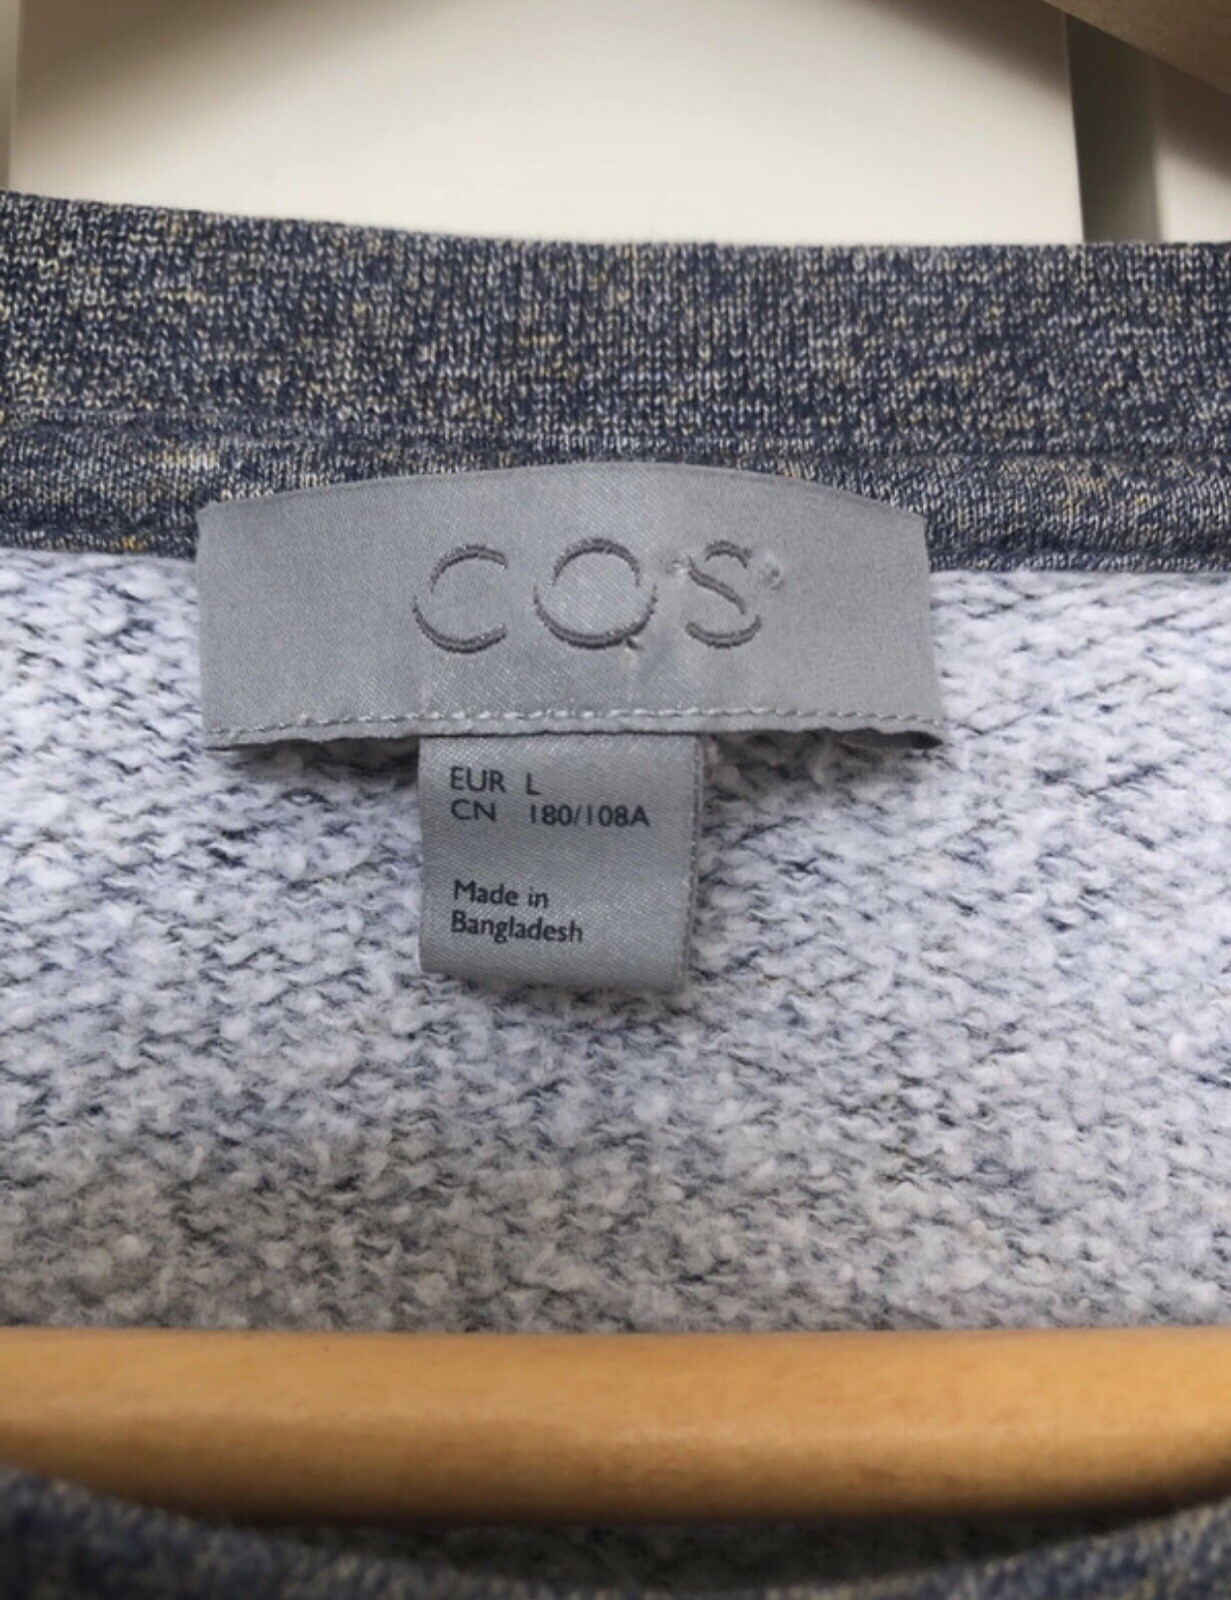 COS
EUR L
CN 180/108A
Made in
Bangladesh